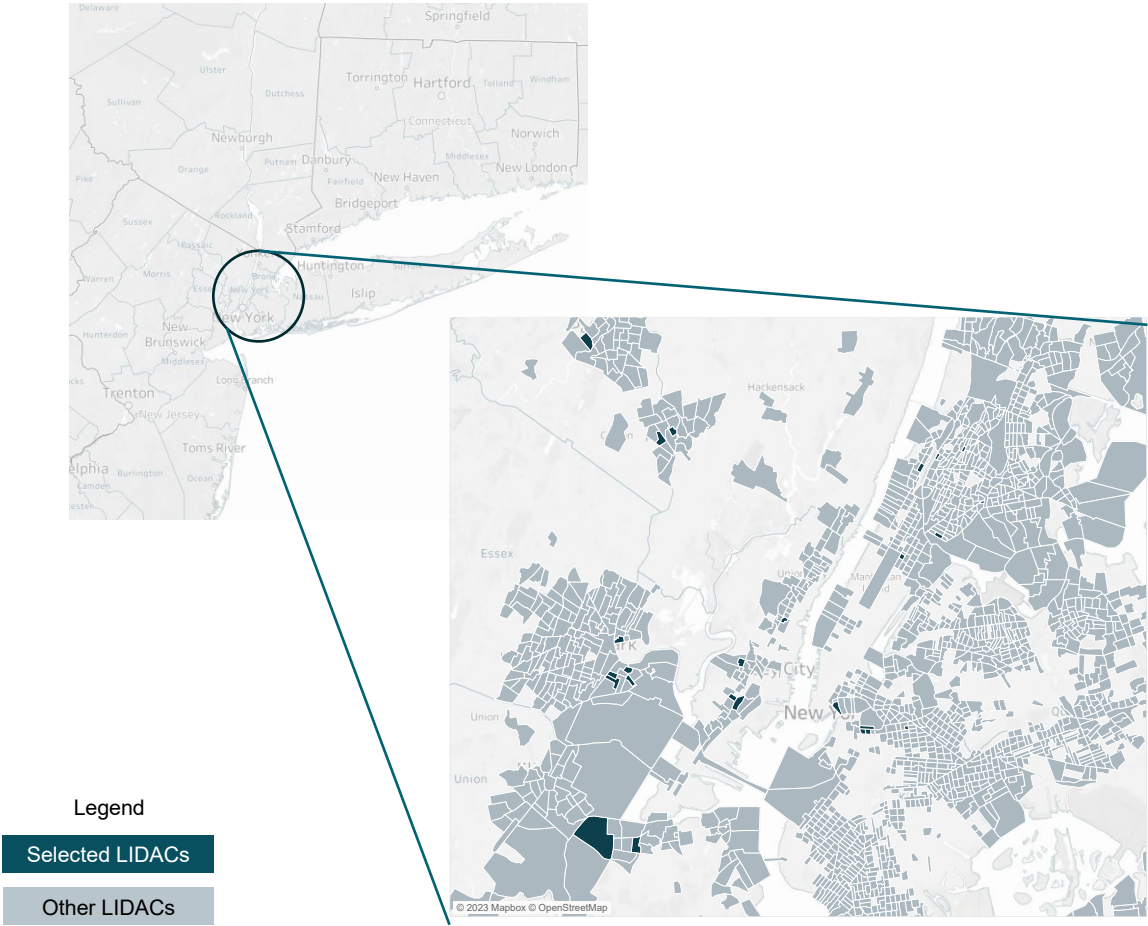 Delaware
Springfield
Ulster
Torrington
Hartford
Tolland
Windham
Dutchess
Sullivan
Connecticut
Norwich
Newburgh
Middlesex
Putnam
Danbury
New London
Orange
New Haven
Pike
Fairfield
Bridgeport
Rockland
Sussex
Stamford
Passaic
Huntington
Warren
Morris
Essex
New York
Nassau
Islip
New York
New
Brunswick
Hunterdon
Middlesex
Long Branch
Trenton
New Jersey
Toms River
elphia
Burlington
Ocean
Camden
Hackensack
Essex
Union
City
New York
Union
Union
Legend
Selected LIDACs
Other LIDACs
© 2023 Mapbox © OpenStreetMap